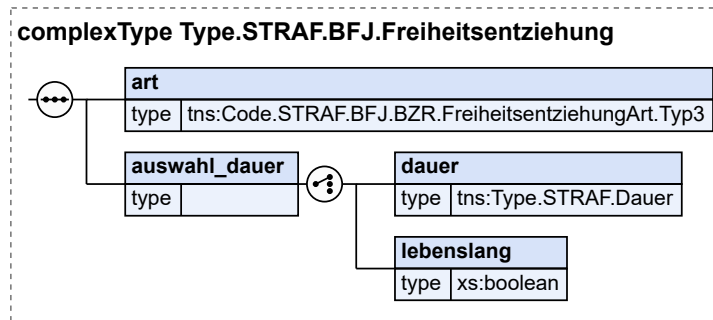 complexType Type.STRAF.BFJ.Freiheitsentziehung
art
type tns:Code.STRAF.BFJ.BZR.FreiheitsentziehungArt.Typ3
auswahl_dauer
type
dauer
type tns:Type.STRAF.Dauer
lebenslang
type xs:boolean